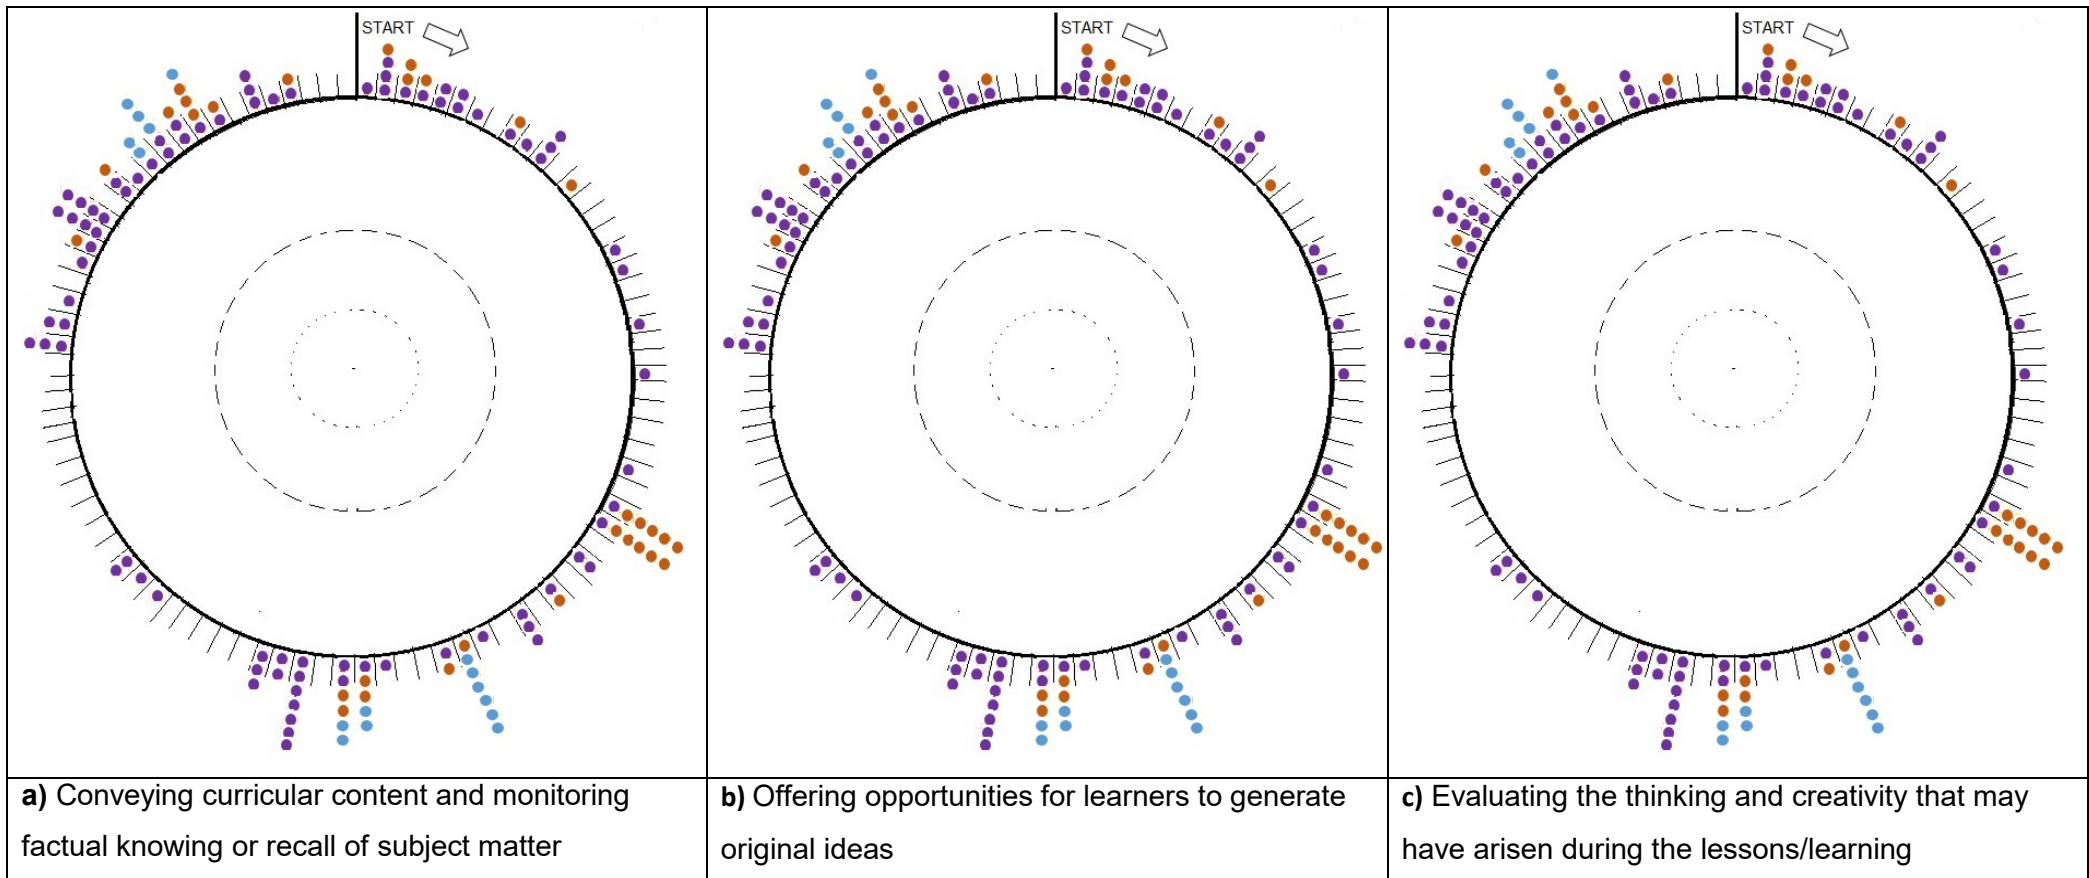 START
START
START
a) Conveying curricular content and monitoring
factual knowing or recall of subject matter
b) Offering opportunities for learners to generate
original ideas
c) Evaluating the thinking and creativity that may
have arisen during the lessons/learning